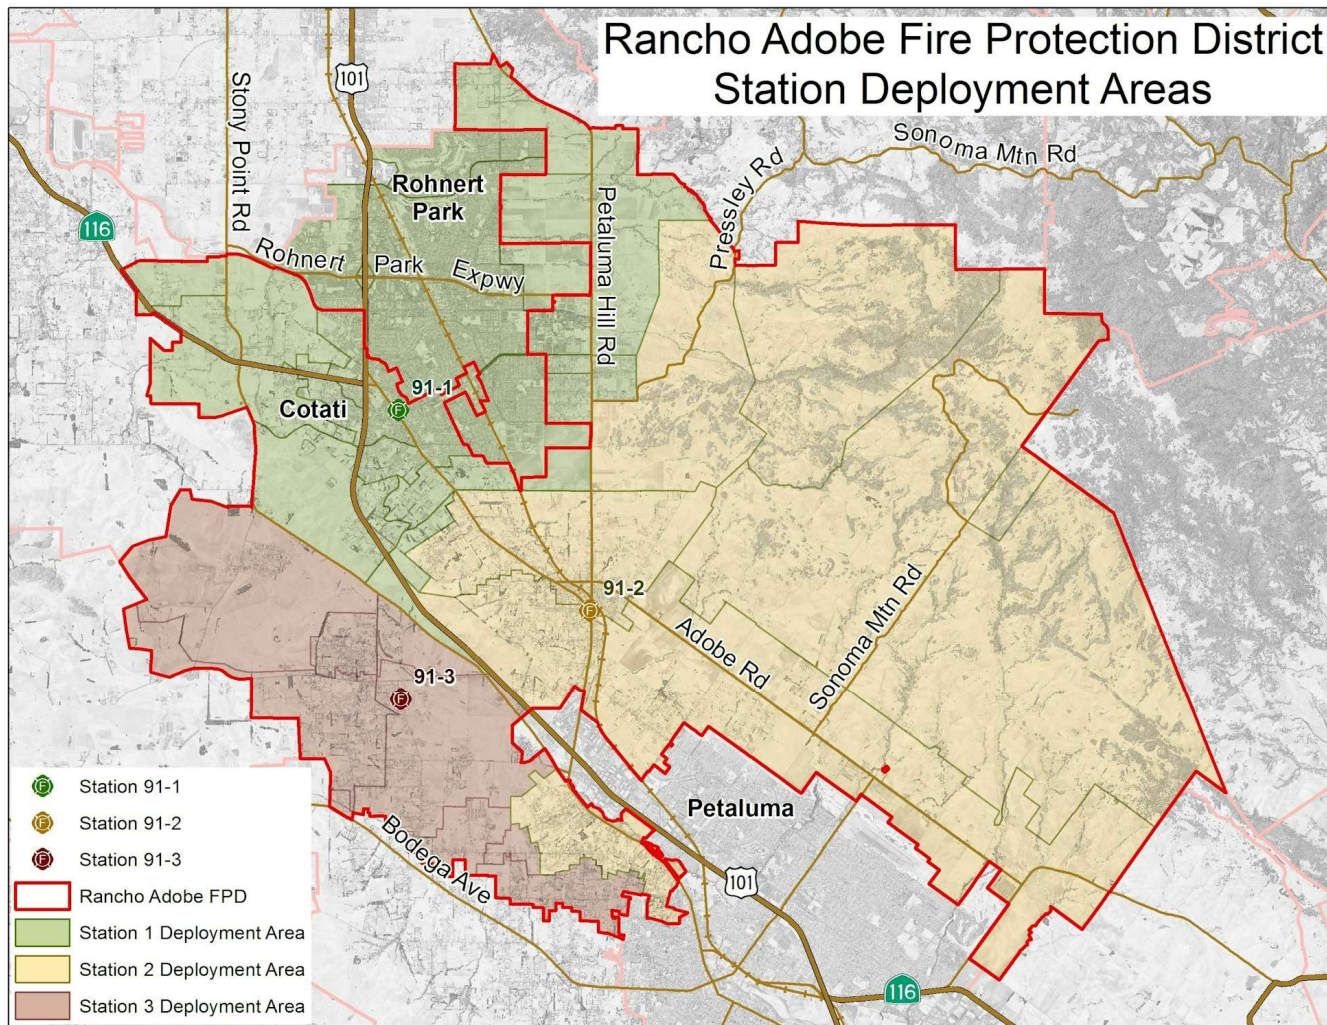 Rancho Adobe Fire Protection District
Station Deployment Areas
101
Stony Point Rd
Sonoma Mtn Rd
Pressley Rd
Rohnert
Park
Petaluma Hill Rd
116
Rohnert Park Expwy
91-1
Cotati
91-2
Adobe Rd
Sonoma Mtn Rd
91-3
Petaluma
Bodega Ave
101
116
Station 91-1
Station 91-2
Station 91-3
Rancho Adobe FPD
Station 1 Deployment Area
Station 2 Deployment Area
Station 3 Deployment Area
F
F
F
F
F
F